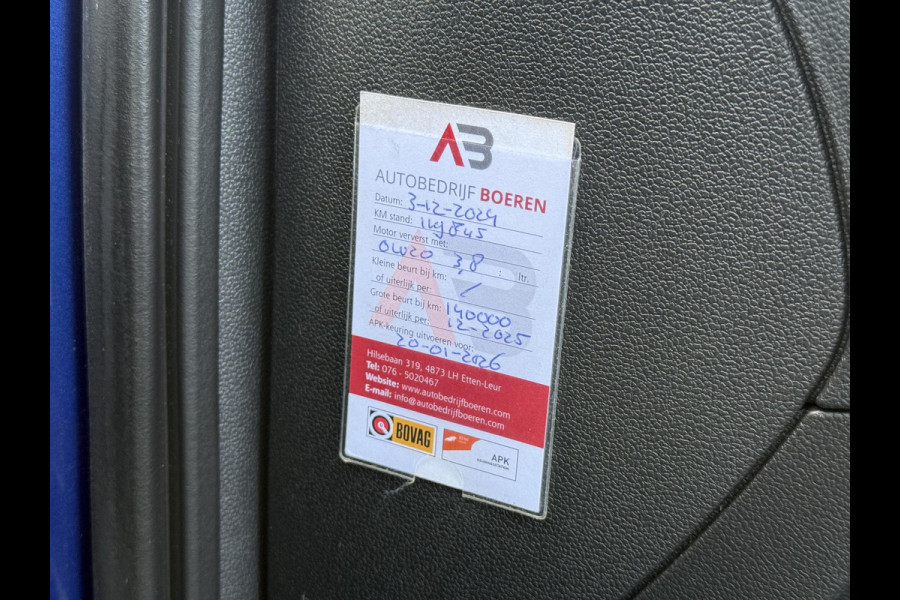 AB
AUTOBEDRIJF BOEREN
Datum: 3-12-2024
KM stand: 119845
Motor ververst met:
0W20 3,8 : ltr.
Kleine beurt bij km:
of uiterlijk per: /
Grote beurt bij km: 140000
of uiterlijk per: 12-2025
APK-keuring uitvoeren voor:
20-01-2026
Hilsebaan 319, 4873 LH Etten-Leur
Tel: 076 - 5020467
Website: www.autobedrijfboeren.com
E-mail: info@autobedrijfboeren.com
BOVAG
APK